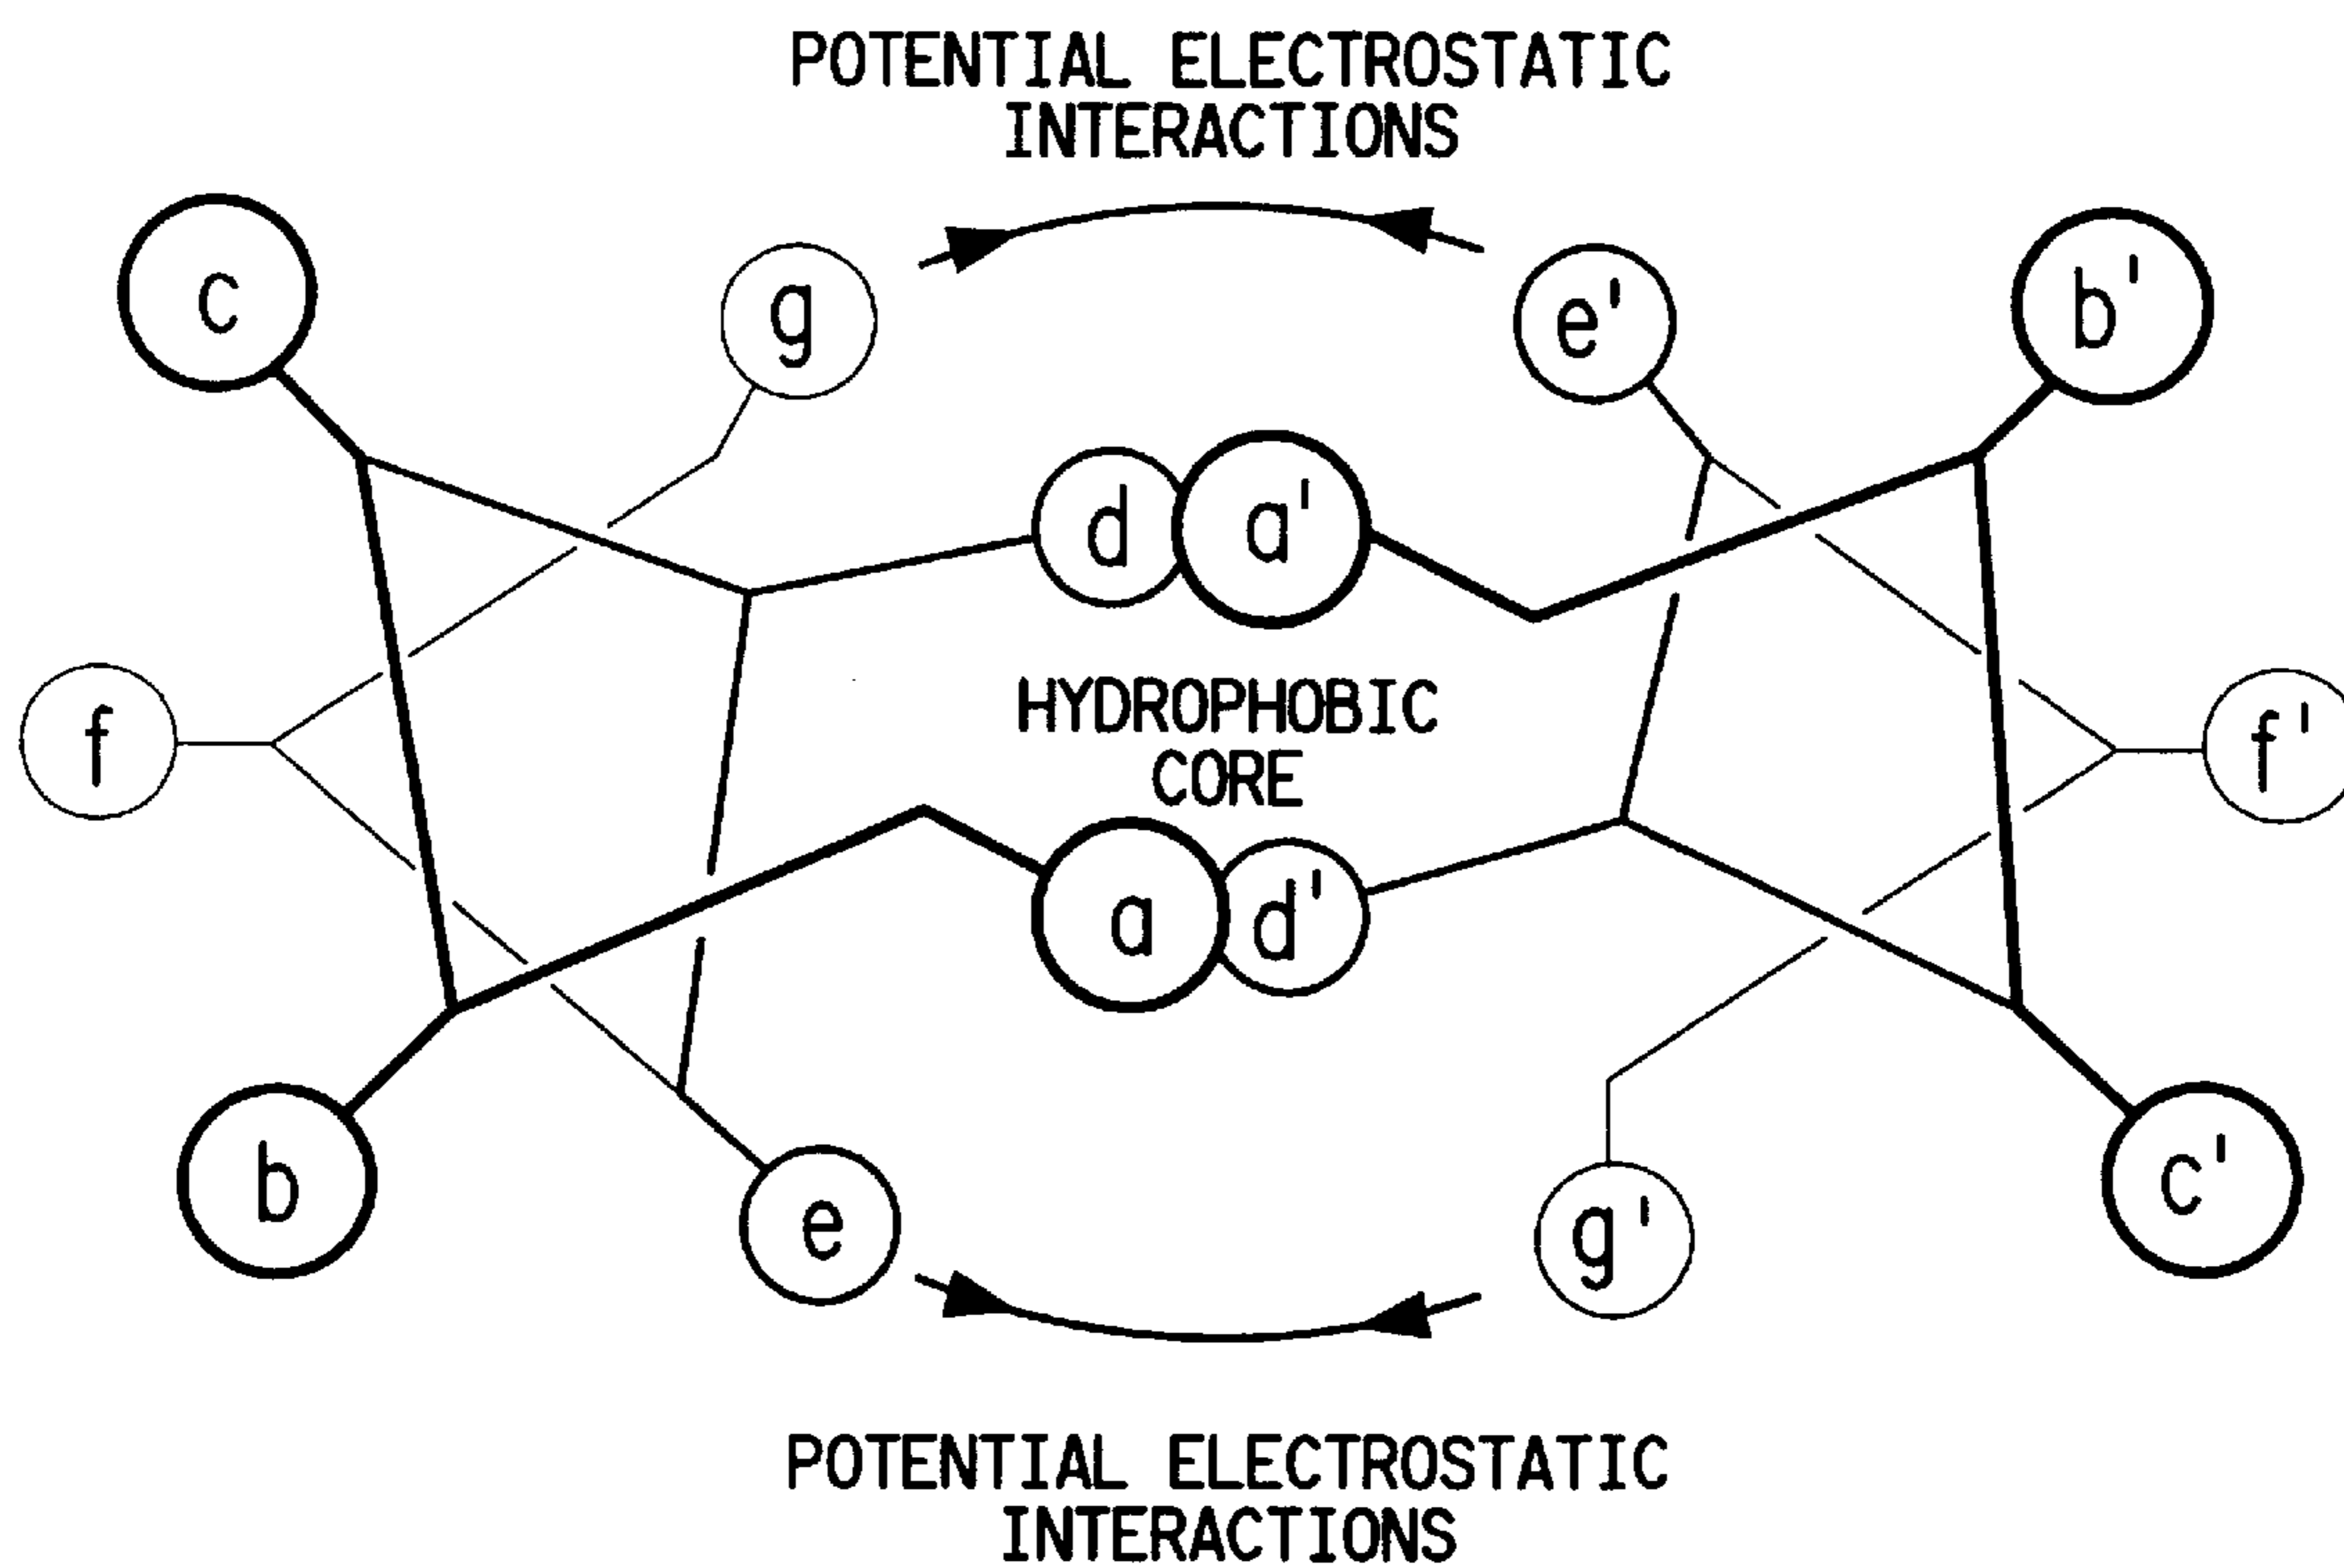 POTENTIAL ELECTROSTATIC
INTERACTIONS
c
g
e'
b'
d
a'
HYDROPHOBIC
CORE
f
f'
a
d'
b
e
g'
c'
POTENTIAL ELECTROSTATIC
INTERACTIONS